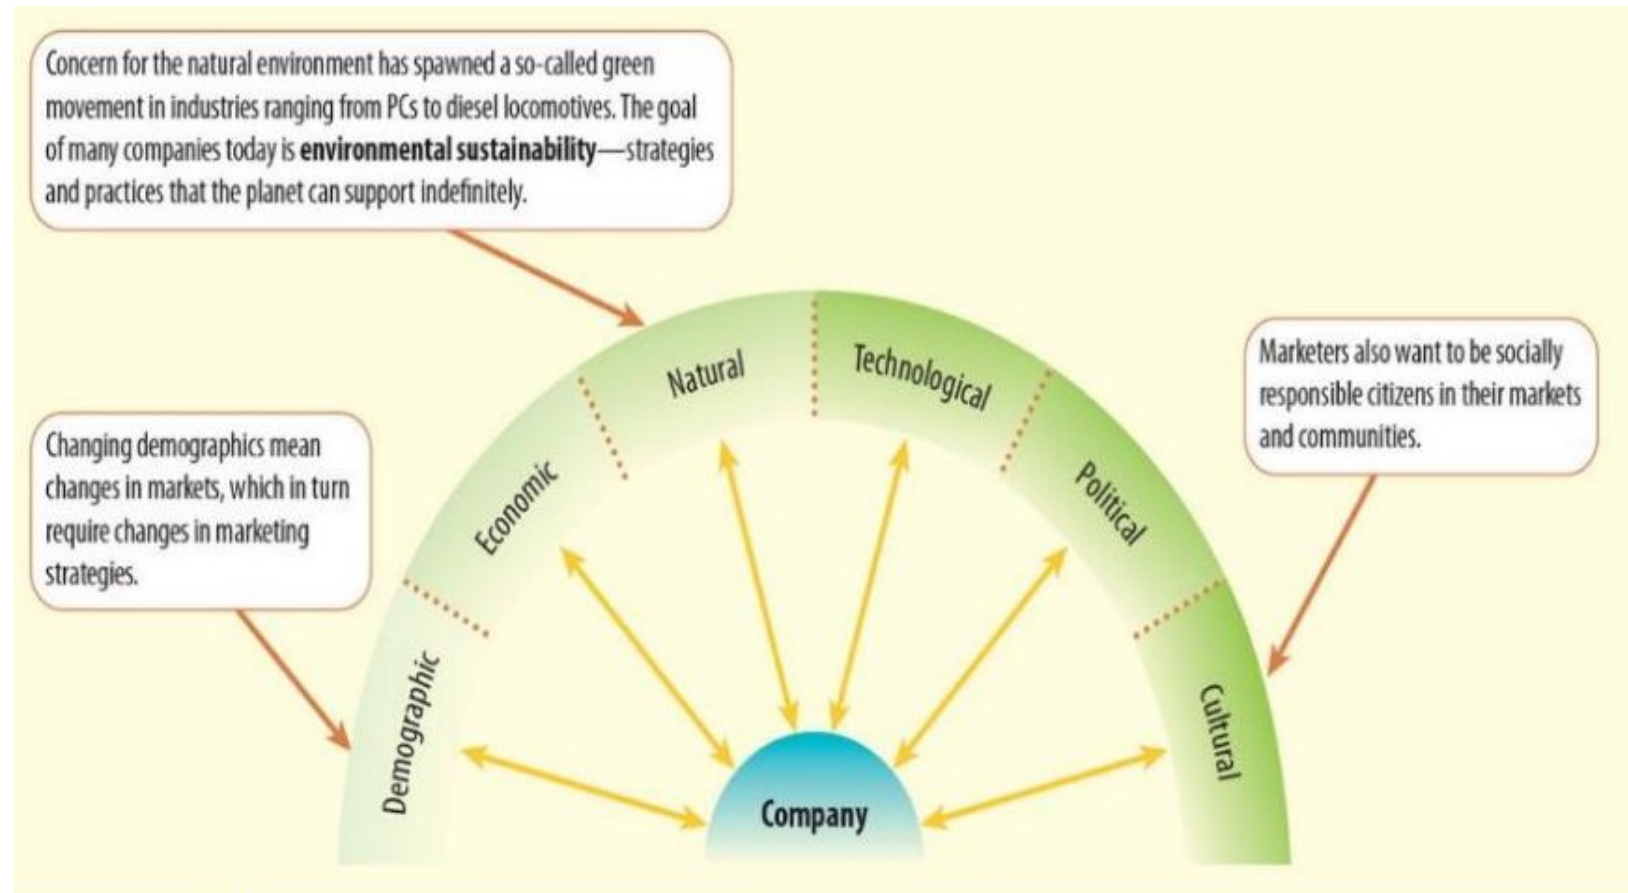 Concern for the natural environment has spawned a so-called green
movement in industries ranging from PCs to diesel locomotives. The goal
of many companies today is environmental sustainability—strategies
and practices that the planet can support indefinitely.
Changing demographics mean
changes in markets, which in turn
require changes in marketing
strategies.
Marketers also want to be socially
responsible citizens in their markets
and communities.
Demographic
Economic
Natural
Technological
Political
Cultural
Company